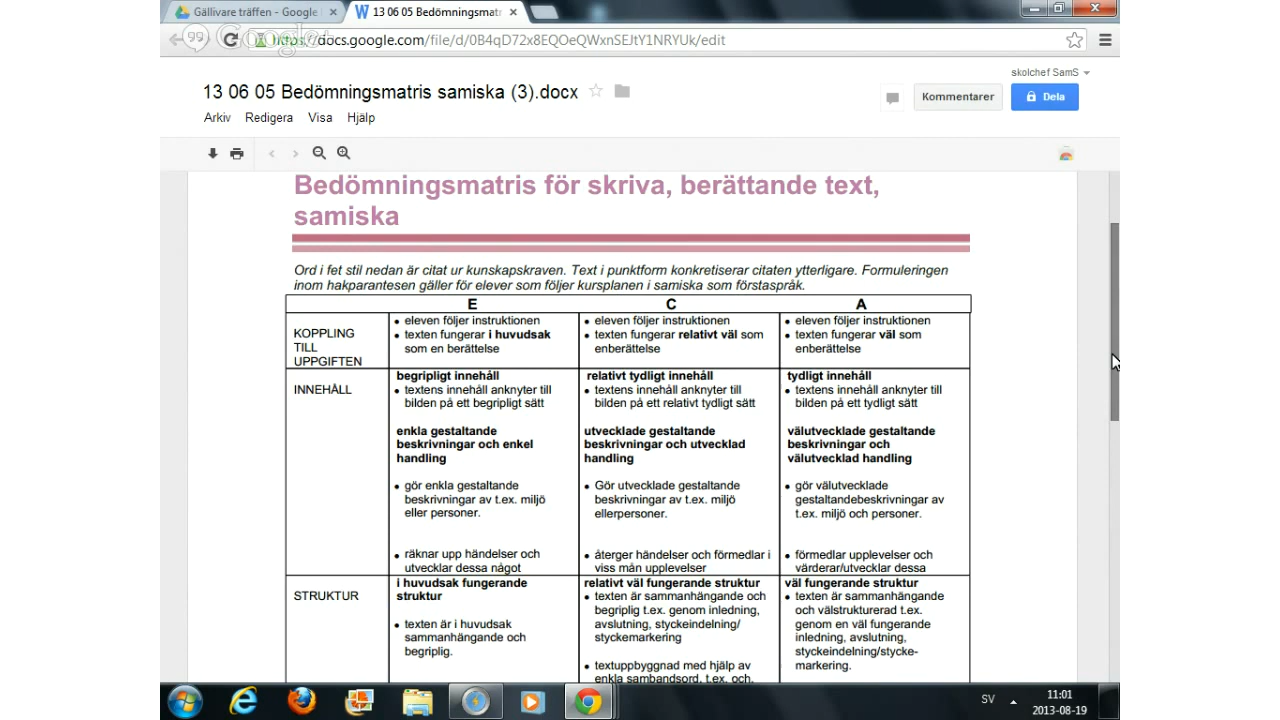 Gällivare träffen - Google
13 06 05 Bedömningsmatr
https://docs.google.com/file/d/0B4qD72x8EQOeQWxnSEJtY1NRYUk/edit
Google
skolchef SamS
13 06 05 Bedömningsmatris samiska (3).docx
Kommentarer
Dela
Arkiv Redigera Visa Hjälp
Bedömningsmatris för skriva, berättande text,
samiska
Ord i fet stil nedan är citat ur kunskapskraven. Text i punktform konkretiserar citaten ytterligare. Formuleringen
inom hakparantesen gäller för elever som följer kursplanen i samiska som förstaspråk.
E C A
KOPPLING
TILL
UPPGIFTEN
• eleven följer instruktionen
• texten fungerar i huvudsak
som en berättelse
• eleven följer instruktionen
• texten fungerar relativt väl som
enberättelse
• eleven följer instruktionen
• texten fungerar väl som
enberättelse
INNEHÅLL
begripligt innehåll
• textens innehåll anknyter till
bilden på ett begripligt sätt
enkla gestaltande
beskrivningar och enkel
handling
• gör enkla gestaltande
beskrivningar av t.ex. miljö
eller personer.
• räknar upp händelser och
utvecklar dessa något
relativt tydligt innehåll
• textens innehåll anknyter till
bilden på ett relativt tydligt sätt
utvecklade gestaltande
beskrivningar och utvecklad
handling
• Gör utvecklade gestaltande
beskrivningar av t.ex. miljö
ellerpersoner.
• återger händelser och förmedlar i
viss mån upplevelser
tydligt innehåll
• textens innehåll anknyter till
bilden på ett tydligt sätt
välutvecklade gestaltande
beskrivningar och
välutvecklad handling
• gör välutvecklade
gestaltandebeskrivningar av
t.ex. miljö och personer.
• förmedlar upplevelser och
värderar/utvecklar dessa
STRUKTUR
i huvudsak fungerande
struktur
• texten är i huvudsak
sammanhängande och
begriplig.
relativt väl fungerande struktur
• texten är sammanhängande och
begriplig t.ex. genom inledning,
avslutning, styckeindelning/
styckemarkering
• textuppbyggnad med hjälp av
enkla sambandsord, t.ex. och,
väl fungerande struktur
• texten är sammanhängande
och välstrukturerad t.ex.
genom en väl fungerande
inledning, avslutning,
styckeindelning/stycke-
markering.
SV
11:01
2013-08-19